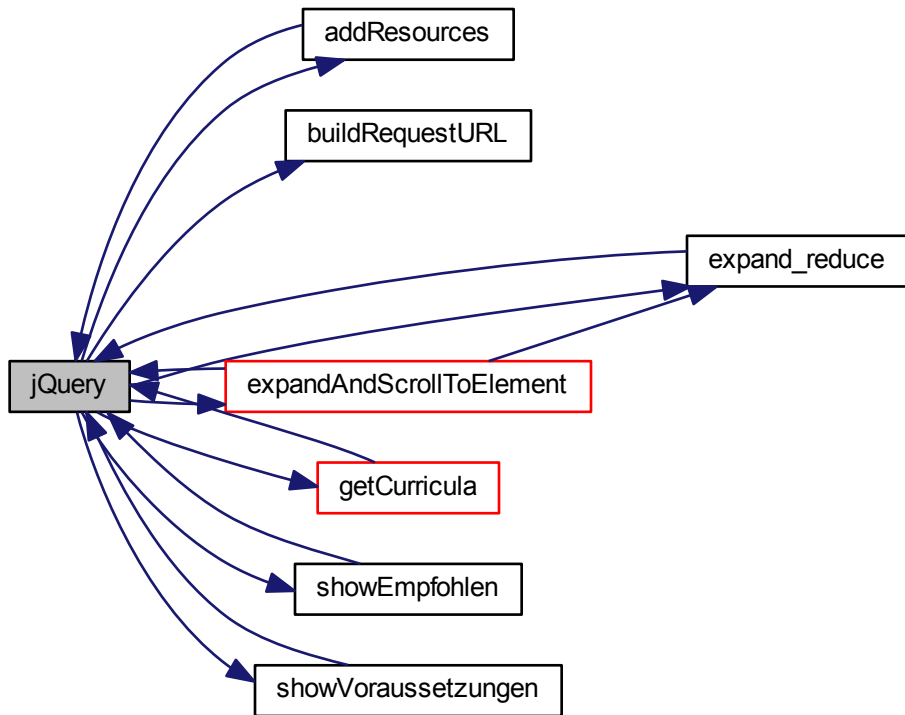 addResources
buildRequestURL
expand_reduce
jQuery
expandAndScrollToElement
getCurricula
showEmpfohlen
showVoraussetzungen